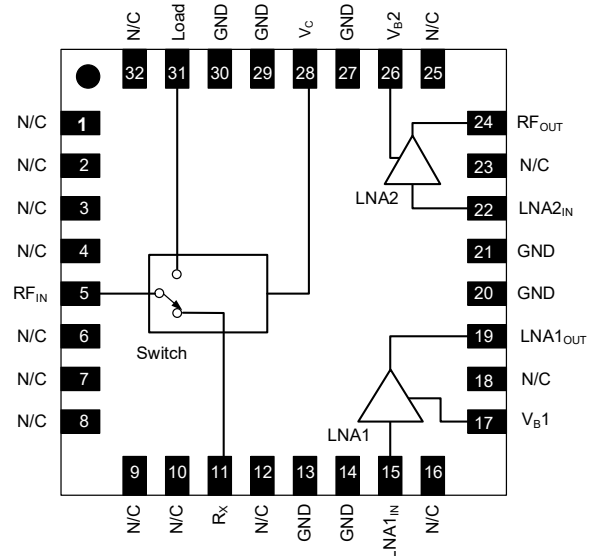 N/C
Load
GND
GND
V_C
GND
V_B2
N/C
32
31
30
29
28
27
26
25
N/C 1
N/C 2
N/C 3
N/C 4
RF_IN 5
N/C 6
N/C 7
N/C 8
24 RF_OUT
23 N/C
22 LNA2_IN
21 GND
20 GND
19 LNA1_OUT
18 N/C
17 V_B1
LNA2
Switch
LNA1
9
10
11
12
13
14
15
16
N/C
N/C
R_X
N/C
GND
GND
LNA1_IN
N/C